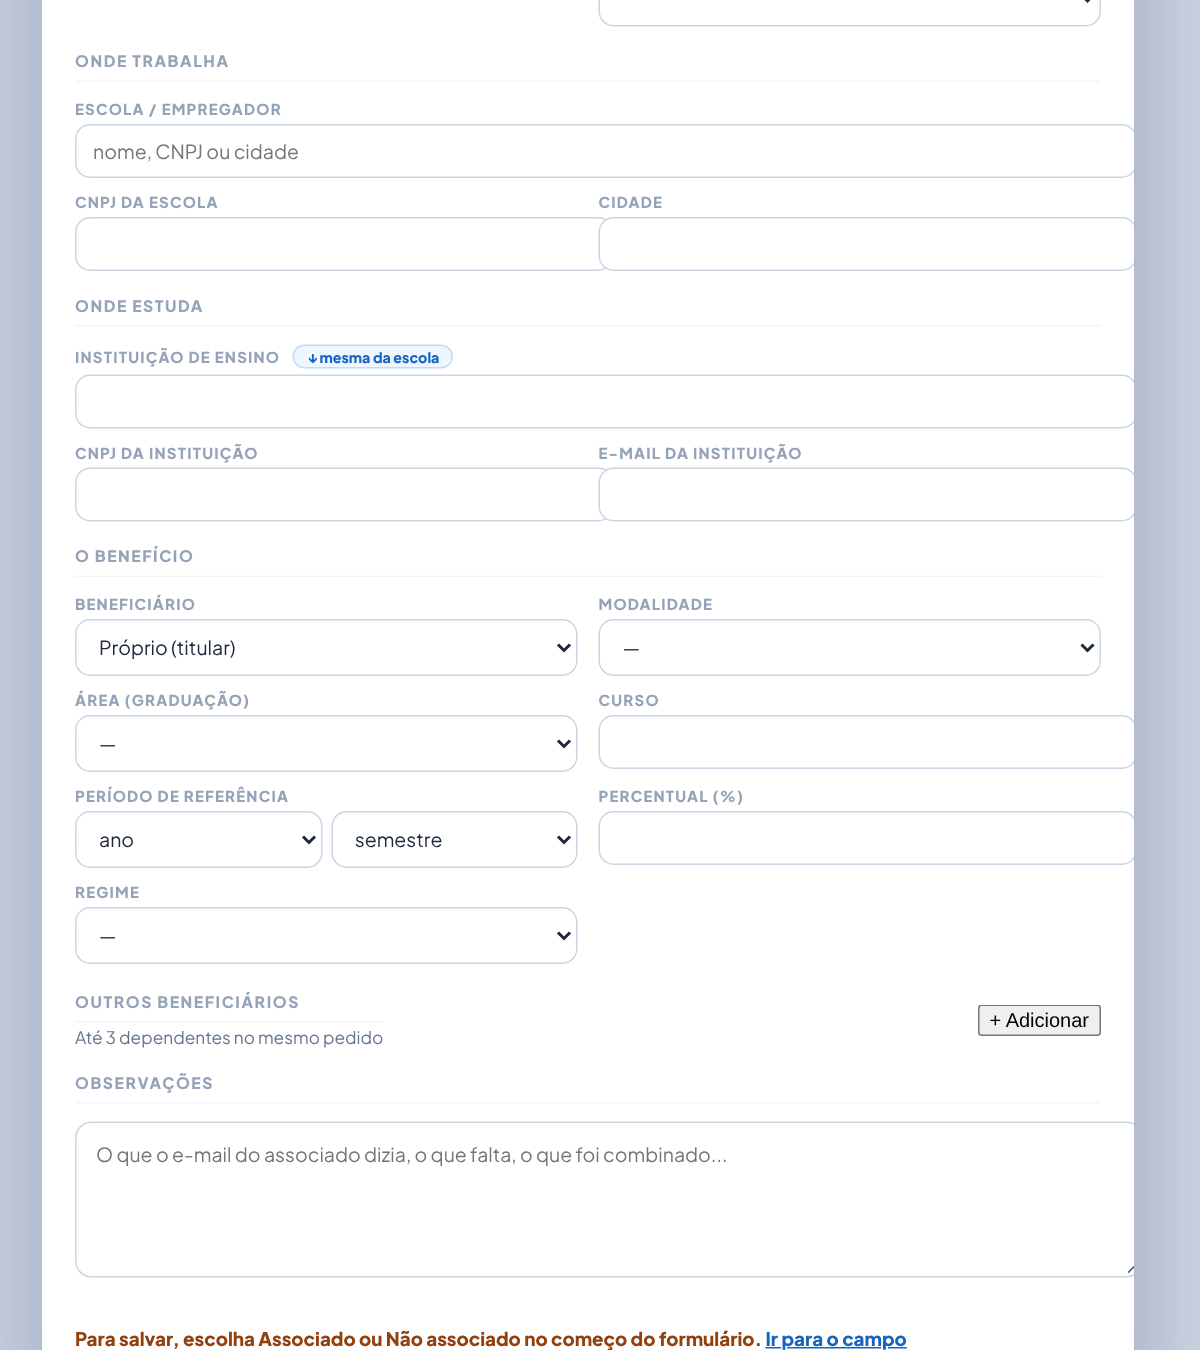 ONDE TRABALHA
ESCOLA / EMPREGADOR
nome, CNPJ ou cidade
CNPJ DA ESCOLA
CIDADE
ONDE ESTUDA
INSTITUIÇÃO DE ENSINO ↓ mesma da escola
CNPJ DA INSTITUIÇÃO
E-MAIL DA INSTITUIÇÃO
O BENEFÍCIO
BENEFICIÁRIO
MODALIDADE
Próprio (titular)
—
ÁREA (GRADUAÇÃO)
CURSO
—
PERÍODO DE REFERÊNCIA
PERCENTUAL (%)
ano
semestre
REGIME
—
OUTROS BENEFICIÁRIOS
Até 3 dependentes no mesmo pedido
+ Adicionar
OBSERVAÇÕES
O que o e-mail do associado dizia, o que falta, o que foi combinado...
Para salvar, escolha Associado ou Não associado no começo do formulário. Ir para o campo